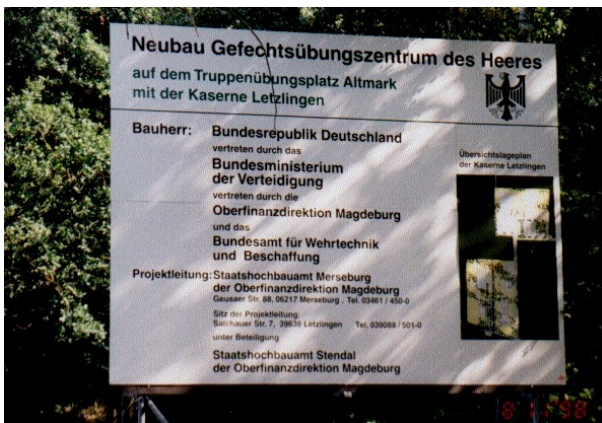 Neubau Gefechtsübungszentrum des Heeres
auf dem Truppenübungsplatz Altmark
mit der Kaserne Letzlingen
Bauherr: Bundesrepublik Deutschland
vertreten durch das
Bundesministerium
der Verteidigung
vertreten durch die
Oberfinanzdirektion Magdeburg
und das
Bundesamt für Wehrtechnik
und Beschaffung
Projektleitung: Staatshochbauamt Merseburg
der Oberfinanzdirektion Magdeburg
Geusaer Str. 88, 06217 Merseburg, Tel. 03461 / 450-0
Sitz der Projektleitung:
Salchauer Str. 7, 39638 Letzlingen Tel. 039088 / 501-0
unter Beteiligung
Staatshochbauamt Stendal
der Oberfinanzdirektion Magdeburg
Übersichtslageplan
der Kaserne Letzlingen